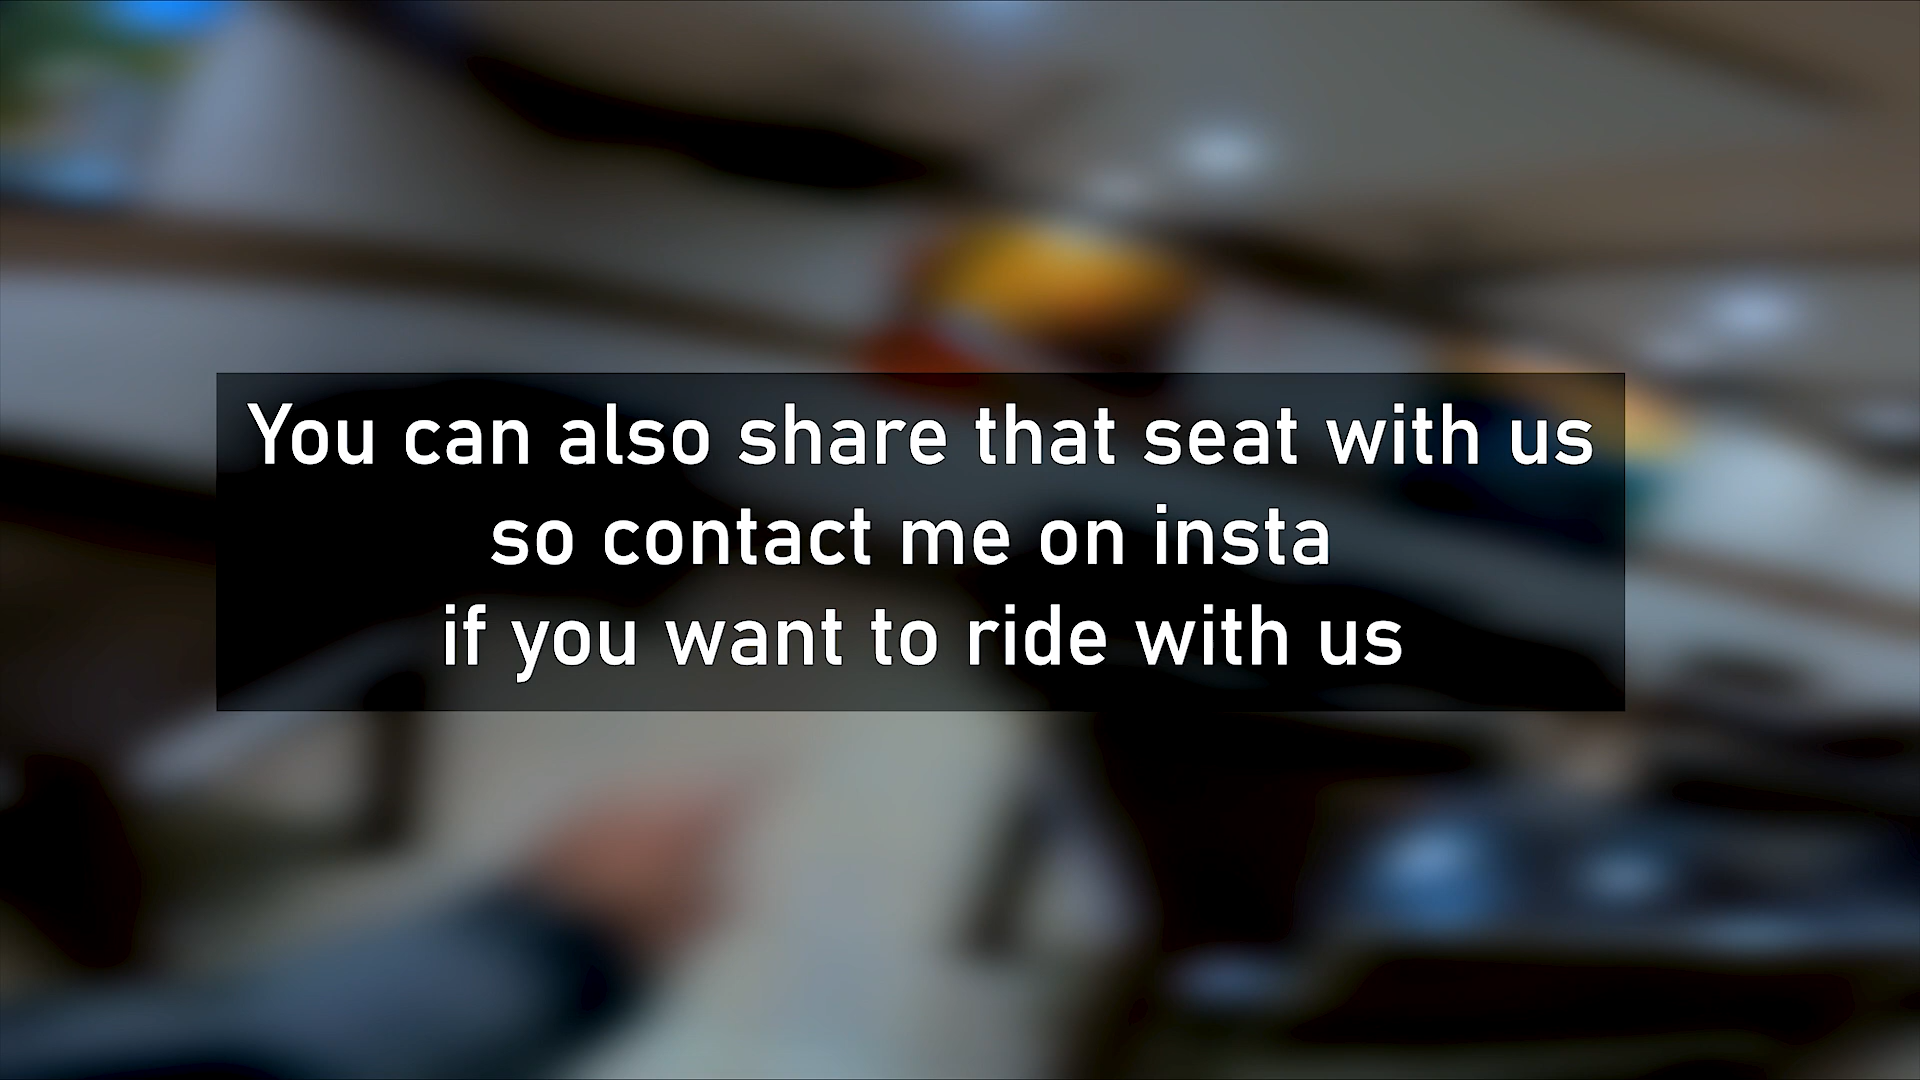 You can also share that seat with us
so contact me on insta
if you want to ride with us